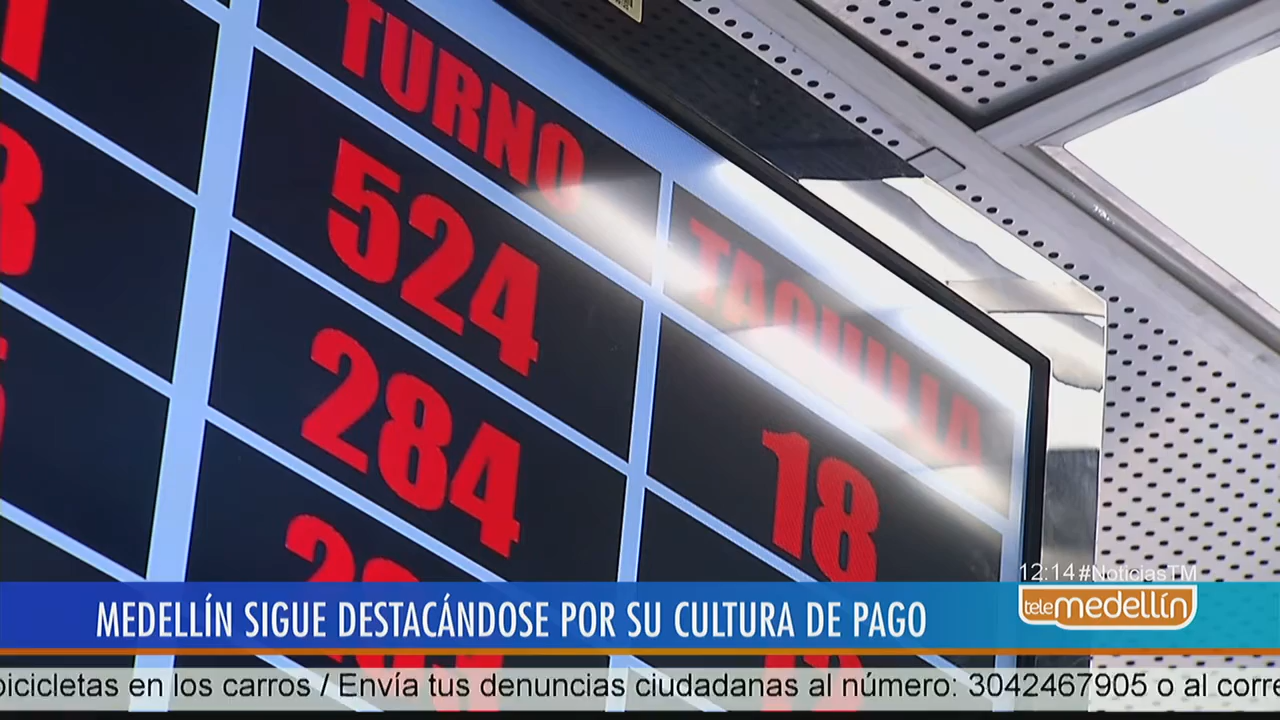 TURNO
TAQUILLA
524
18
284
12:14 #NoticiasTM
telemedellín
MEDELLÍN SIGUE DESTACÁNDOSE POR SU CULTURA DE PAGO
bicicletas en los carros / Envía tus denuncias ciudadanas al número: 3042467905 o al corre